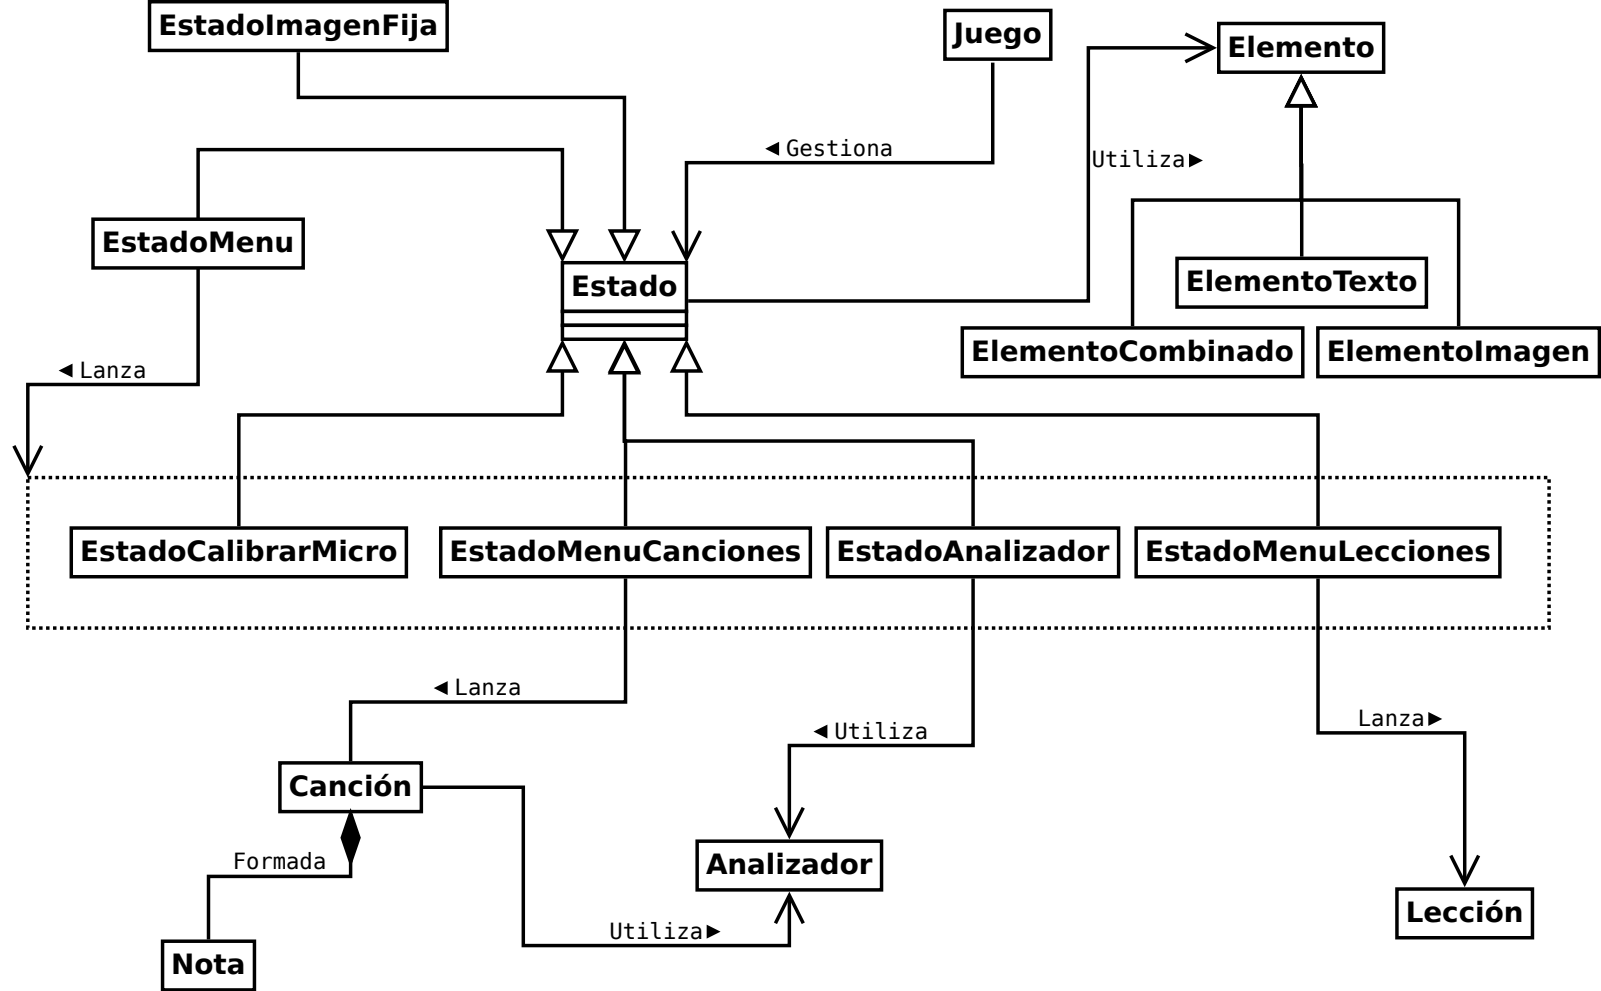 EstadoImagenFija
Juego
Elemento
◄ Gestiona
Utiliza►
EstadoMenu
Estado
ElementoTexto
ElementoCombinado
ElementoImagen
◄ Lanza
EstadoCalibrarMicro
EstadoMenuCanciones
EstadoAnalizador
EstadoMenuLecciones
◄ Lanza
◄ Utiliza
Lanza►
Canción
Formada
Analizador
Lección
Utiliza►
Nota